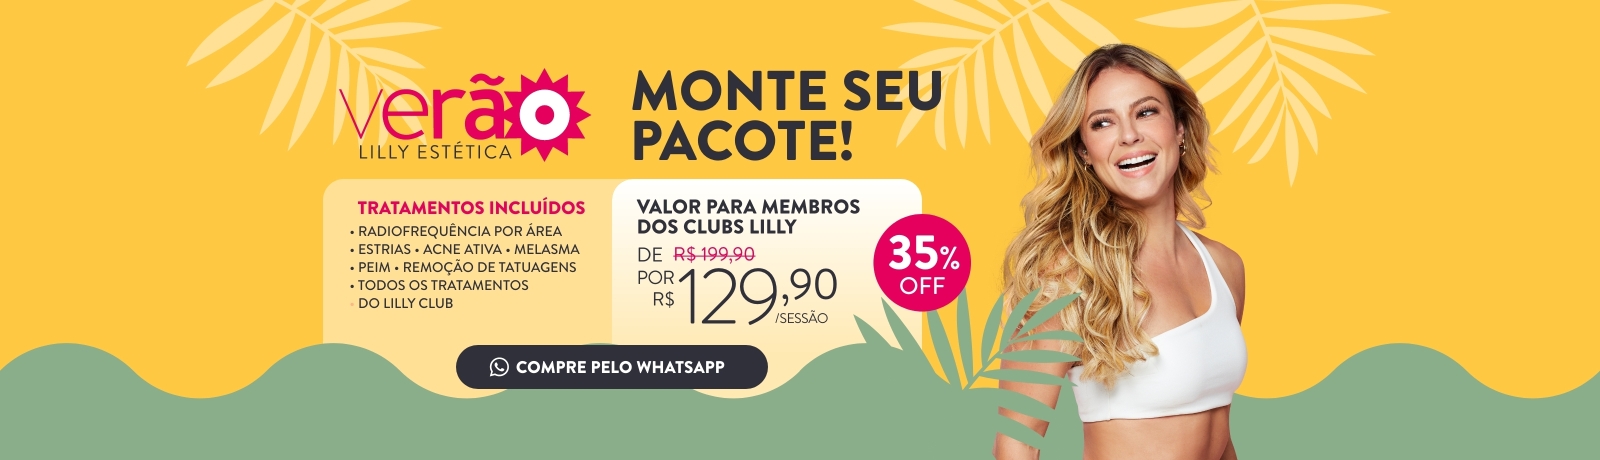 verão
LILLY ESTÉTICA
MONTE SEU
PACOTE!
TRATAMENTOS INCLUÍDOS
• RADIOFREQUÊNCIA POR ÁREA
• ESTRIAS • ACNE ATIVA • MELASMA
• PEIM • REMOÇÃO DE TATUAGENS
• TODOS OS TRATAMENTOS
DO LILLY CLUB
VALOR PARA MEMBROS
DOS CLUBS LILLY
DE R$ 199,90
POR
R$ 129,90
/SESSÃO
35%
OFF
COMPRE PELO WHATSAPP